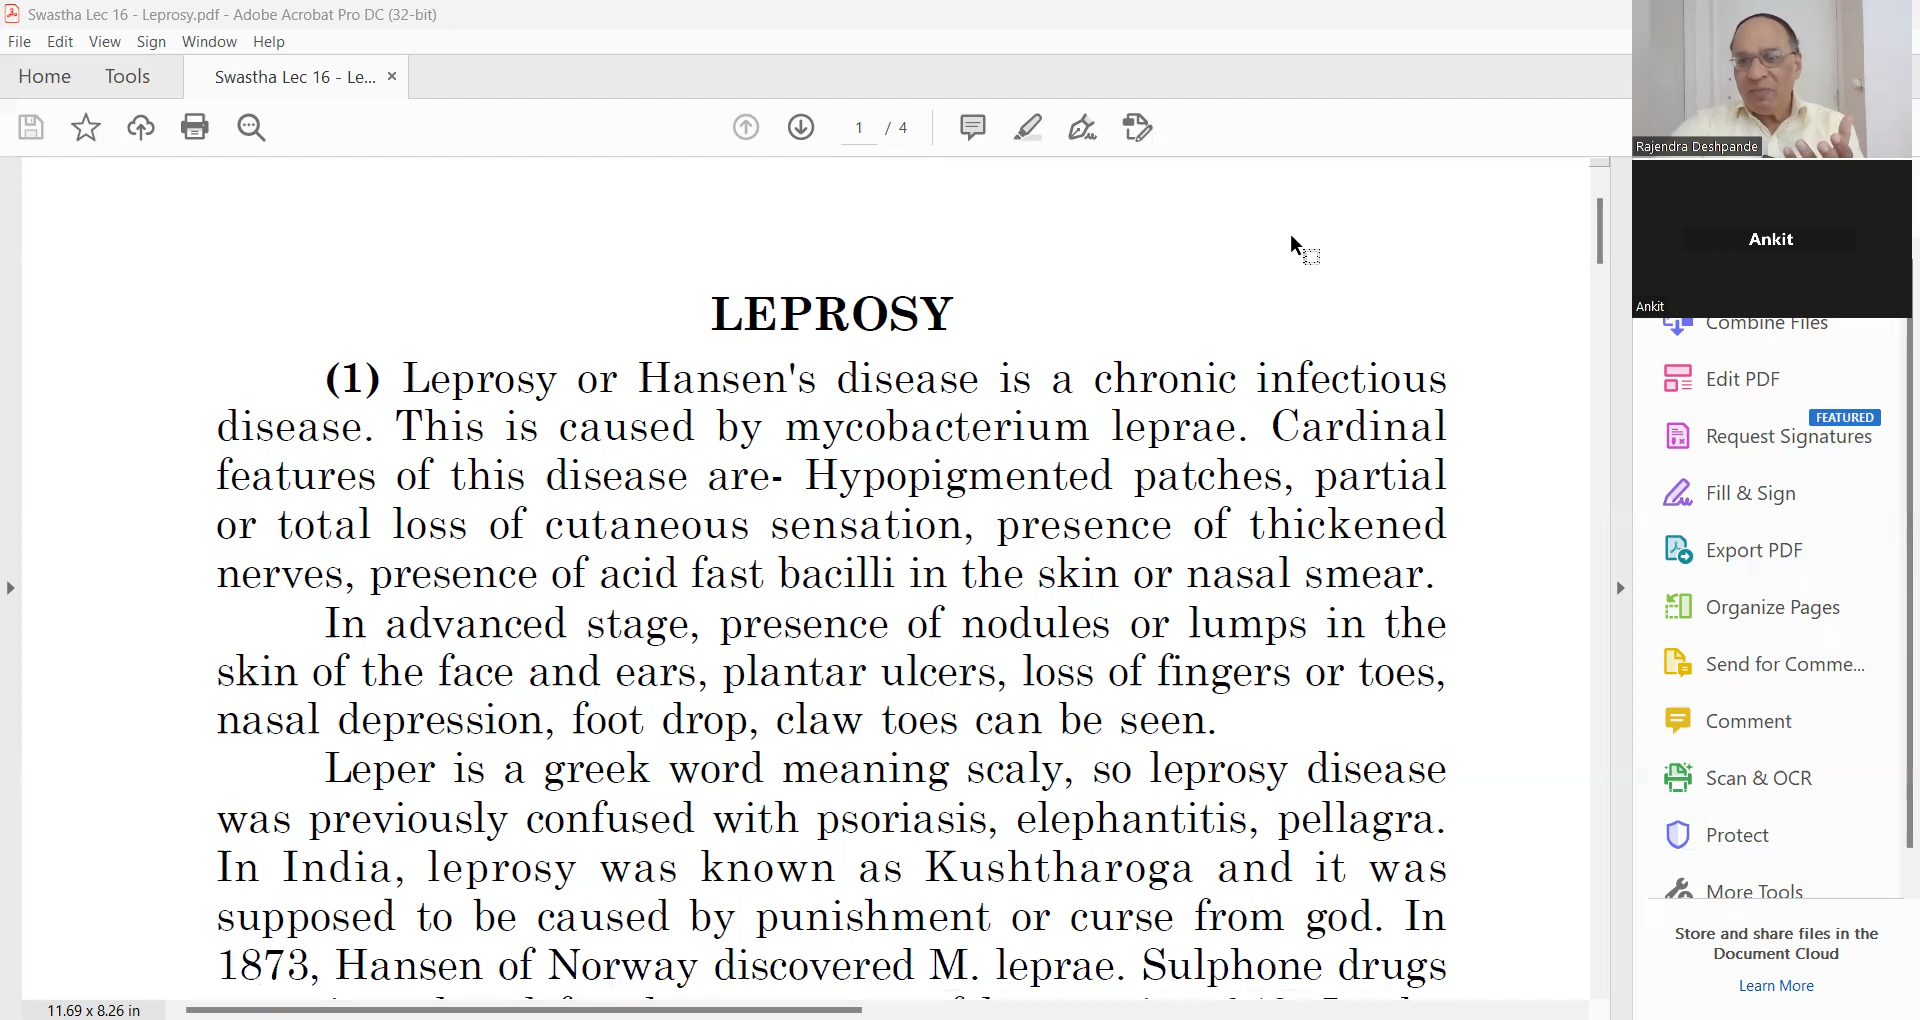 Swastha Lec 16 - Leprosy.pdf - Adobe Acrobat Pro DC (32-bit)
File Edit View Sign Window Help
Home Tools Swastha Lec 16 - Le... ×
1 / 4
Rajendra Deshpande
Ankit
Ankit
LEPROSY
(1) Leprosy or Hansen's disease is a chronic infectious
disease. This is caused by mycobacterium leprae. Cardinal
features of this disease are- Hypopigmented patches, partial
or total loss of cutaneous sensation, presence of thickened
nerves, presence of acid fast bacilli in the skin or nasal smear.
In advanced stage, presence of nodules or lumps in the
skin of the face and ears, plantar ulcers, loss of fingers or toes,
nasal depression, foot drop, claw toes can be seen.
Leper is a greek word meaning scaly, so leprosy disease
was previously confused with psoriasis, elephantitis, pellagra.
In India, leprosy was known as Kushtharoga and it was
supposed to be caused by punishment or curse from god. In
1873, Hansen of Norway discovered M. leprae. Sulphone drugs
11.69 x 8.26 in
Combine Files
Edit PDF
FEATURED
Request Signatures
Fill & Sign
Export PDF
Organize Pages
Send for Comme...
Comment
Scan & OCR
Protect
More Tools
Store and share files in the
Document Cloud
Learn More